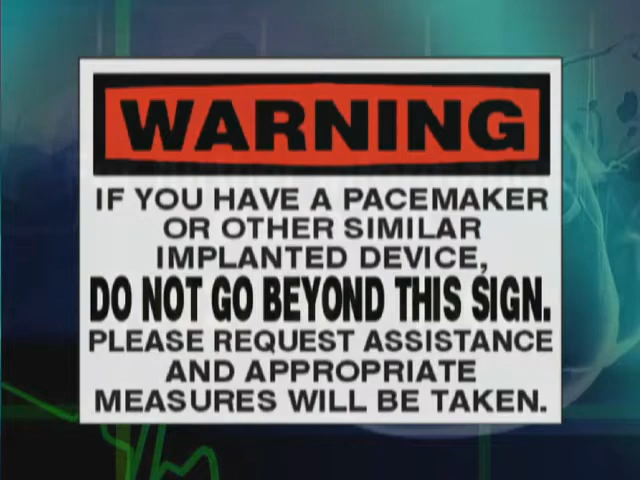 WARNING
IF YOU HAVE A PACEMAKER
OR OTHER SIMILAR
IMPLANTED DEVICE,
DO NOT GO BEYOND THIS SIGN.
PLEASE REQUEST ASSISTANCE
AND APPROPRIATE
MEASURES WILL BE TAKEN.